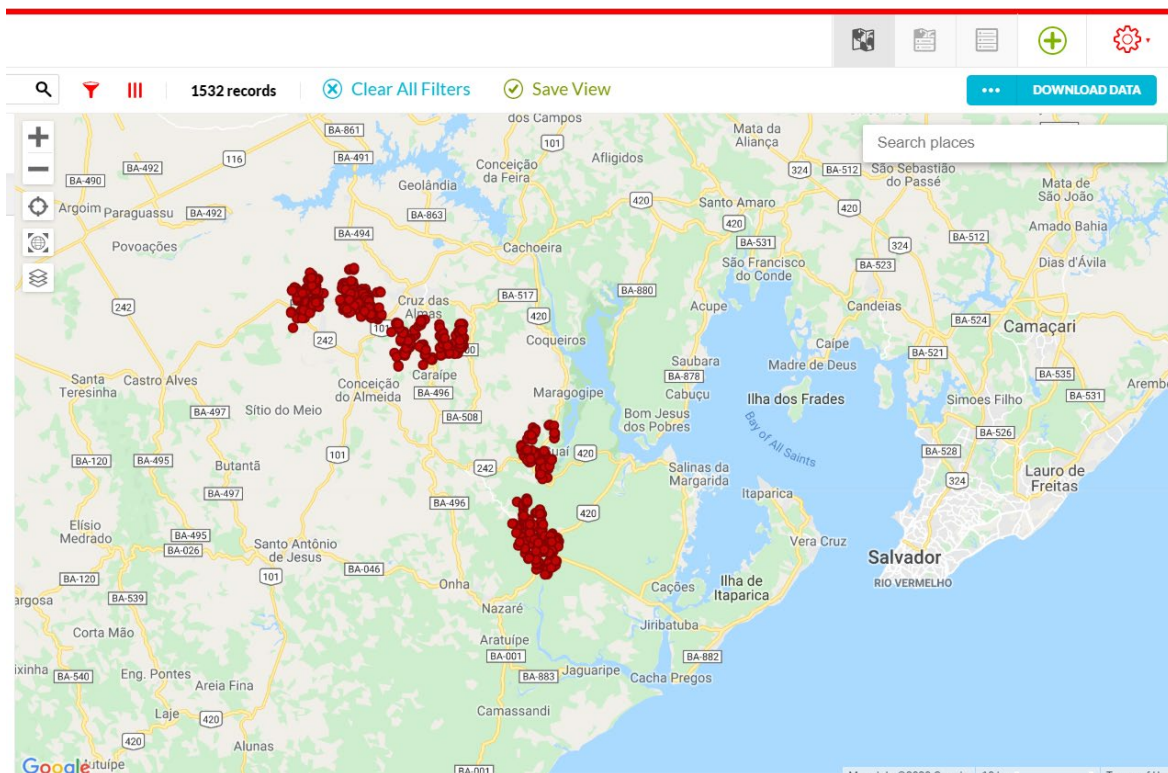 1532 records
Clear All Filters
Save View
DOWNLOAD DATA
Search places
dos Campos
BA-861
101
Mata da
Aliança
BA-492
116
BA-491
Conceição
da Feira
Afligidos
324
BA-512
São Sebastião
do Passé
BA-490
Geolândia
Mata de
São João
Argoim
Paraguassu
BA-492
BA-863
420
Santo Amaro
420
420
Amado Bahia
BA-494
BA-531
BA-512
324
Povoações
Cachoeira
São Francisco
do Conde
BA-523
Dias d'Ávila
BA-880
BA-517
242
Cruz das
Almas
420
Acupe
Candeias
BA-524
Camaçari
101
242
Coqueiros
Caípe
BA-521
Saubara
Madre de Deus
Santa
Teresinha
Castro Alves
Conceição
do Almeida
Caraípe
BA-496
Maragogipe
BA-878
Cabuçu
Ilha dos Frades
Simoes Filho
BA-535
BA-531
Arembe
BA-497
Sítio do Meio
BA-508
Bom Jesus
dos Pobres
Bay of All Saints
BA-526
BA-528
BA-120
BA-495
Butantã
101
242
420
Salinas da
Margarida
324
Lauro de
Freitas
BA-497
BA-496
Itaparica
420
Elísio
Medrado
BA-495
BA-026
Santo Antônio
de Jesus
Vera Cruz
Salvador
RIO VERMELHO
BA-120
101
BA-046
Onha
Cações
Ilha de
Itaparica
BA-539
argosa
Nazaré
Corta Mão
Jiribatuba
Aratuípe
BA-001
BA-882
ixinha
BA-540
Eng. Pontes
Areia Fina
BA-883
Jaguaripe
Cacha Pregos
Laje
420
Camassandi
420
Alunas
Google
utuípe
BA-001